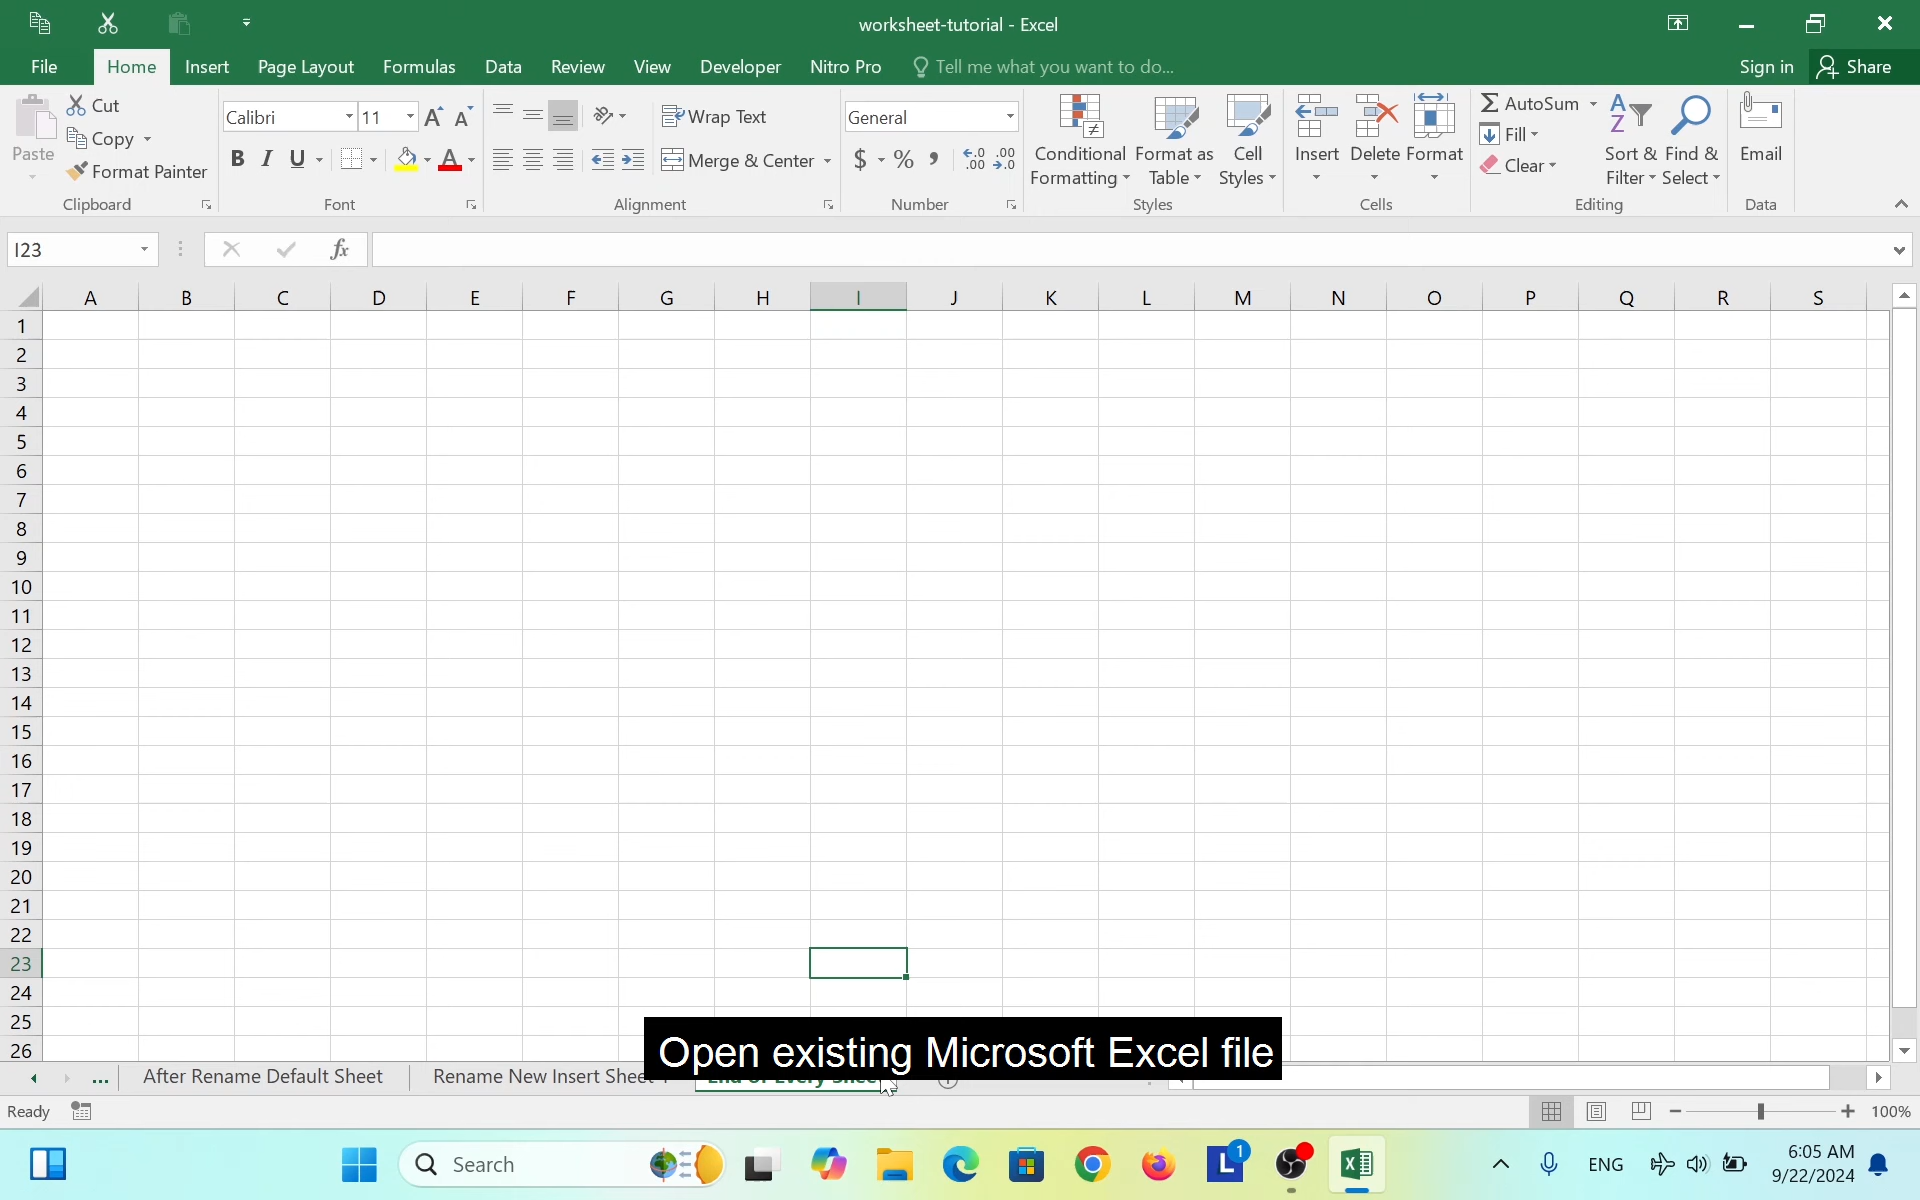 worksheet-tutorial - Excel
File Home Insert Page Layout Formulas Data Review View Developer Nitro Pro Tell me what you want to do... Sign in Share
Paste
Cut
Copy
Format Painter
Clipboard
Calibri 11
B I U A
Font
Wrap Text
Merge & Center
Alignment
General
$ % ,
Number
Conditional Formatting
Format as Table
Cell Styles
Styles
Insert Delete Format
Cells
AutoSum
Fill
Clear
Sort & Filter
Find & Select
Editing
Email
Data
I23
fx
A B C D E F G H I J K L M N O P Q R S
1
2
3
4
5
6
7
8
9
10
11
12
13
14
15
16
17
18
19
20
21
22
23
24
25
26
Open existing Microsoft Excel file
... After Rename Default Sheet Rename New Insert Sheet
Ready 100%
Search 1 ENG 6:05 AM
9/22/2024